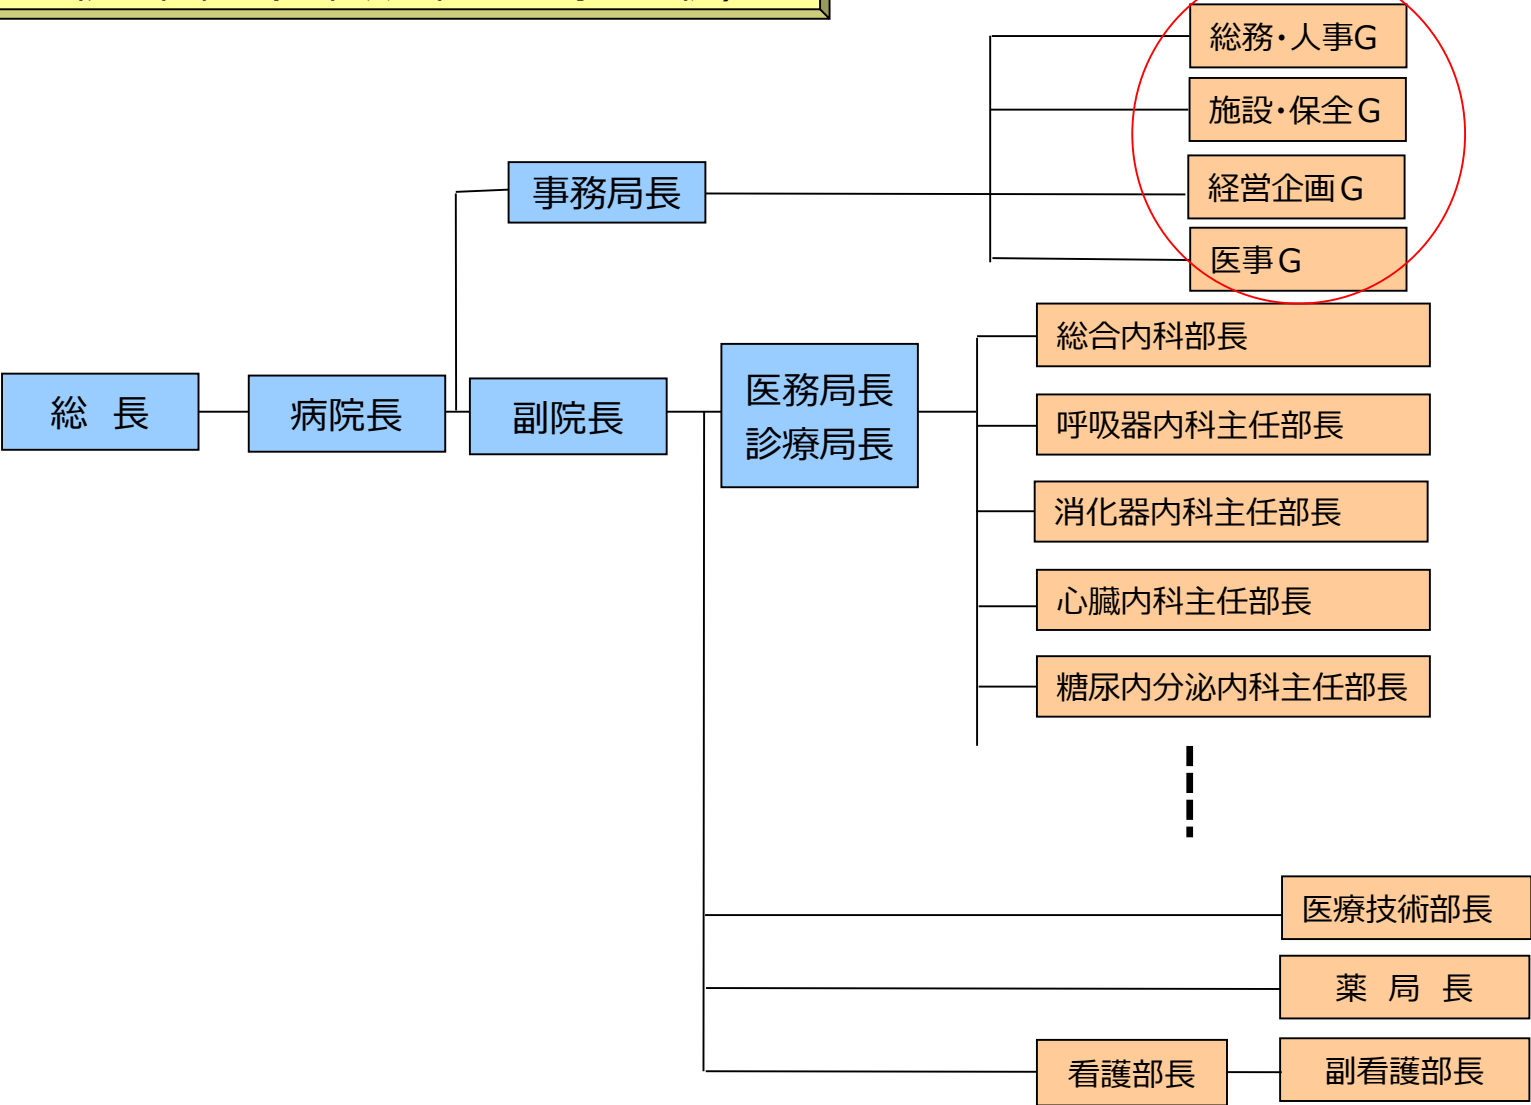 総務・人事G
施設・保全G
経営企画G
医事G
事務局長
総　長
病院長
副院長
医務局長
診療局長
総合内科部長
呼吸器内科主任部長
消化器内科主任部長
心臓内科主任部長
糖尿内分泌内科主任部長
医療技術部長
薬　局　長
看護部長
副看護部長